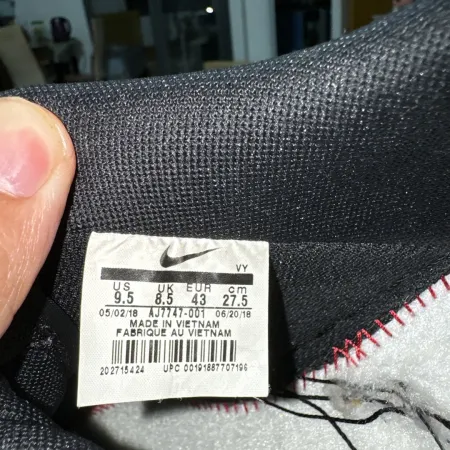 VY
US UK EUR cm
9.5 8.5 43 27.5
05/02/18 AJ7747-001 06/20/18
MADE IN VIETNAM
FABRIQUE AU VIETNAM
202715424 UPC 00191887707196